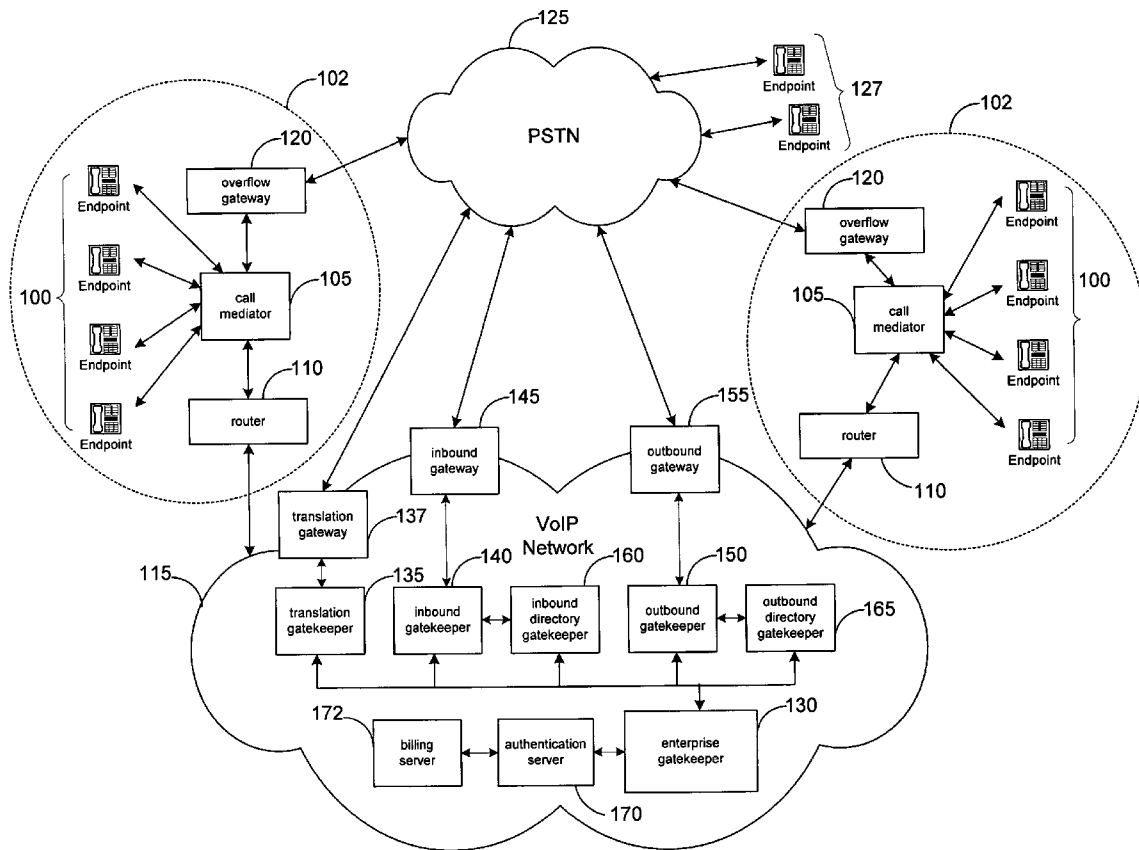 125
102
Endpoint
127
Endpoint
102
PSTN
120
overflow
gateway
Endpoint
Endpoint
Endpoint
Endpoint
100
call
mediator
105
110
router
120
overflow
gateway
105
call
mediator
Endpoint
Endpoint
Endpoint
Endpoint
100
router
110
145
inbound
gateway
155
outbound
gateway
translation
gateway
137
VoIP
Network
115
135
translation
gatekeeper
140
inbound
gatekeeper
160
inbound
directory
gatekeeper
150
outbound
gatekeeper
outbound
directory
gatekeeper
165
172
billing
server
authentication
server
170
130
enterprise
gatekeeper